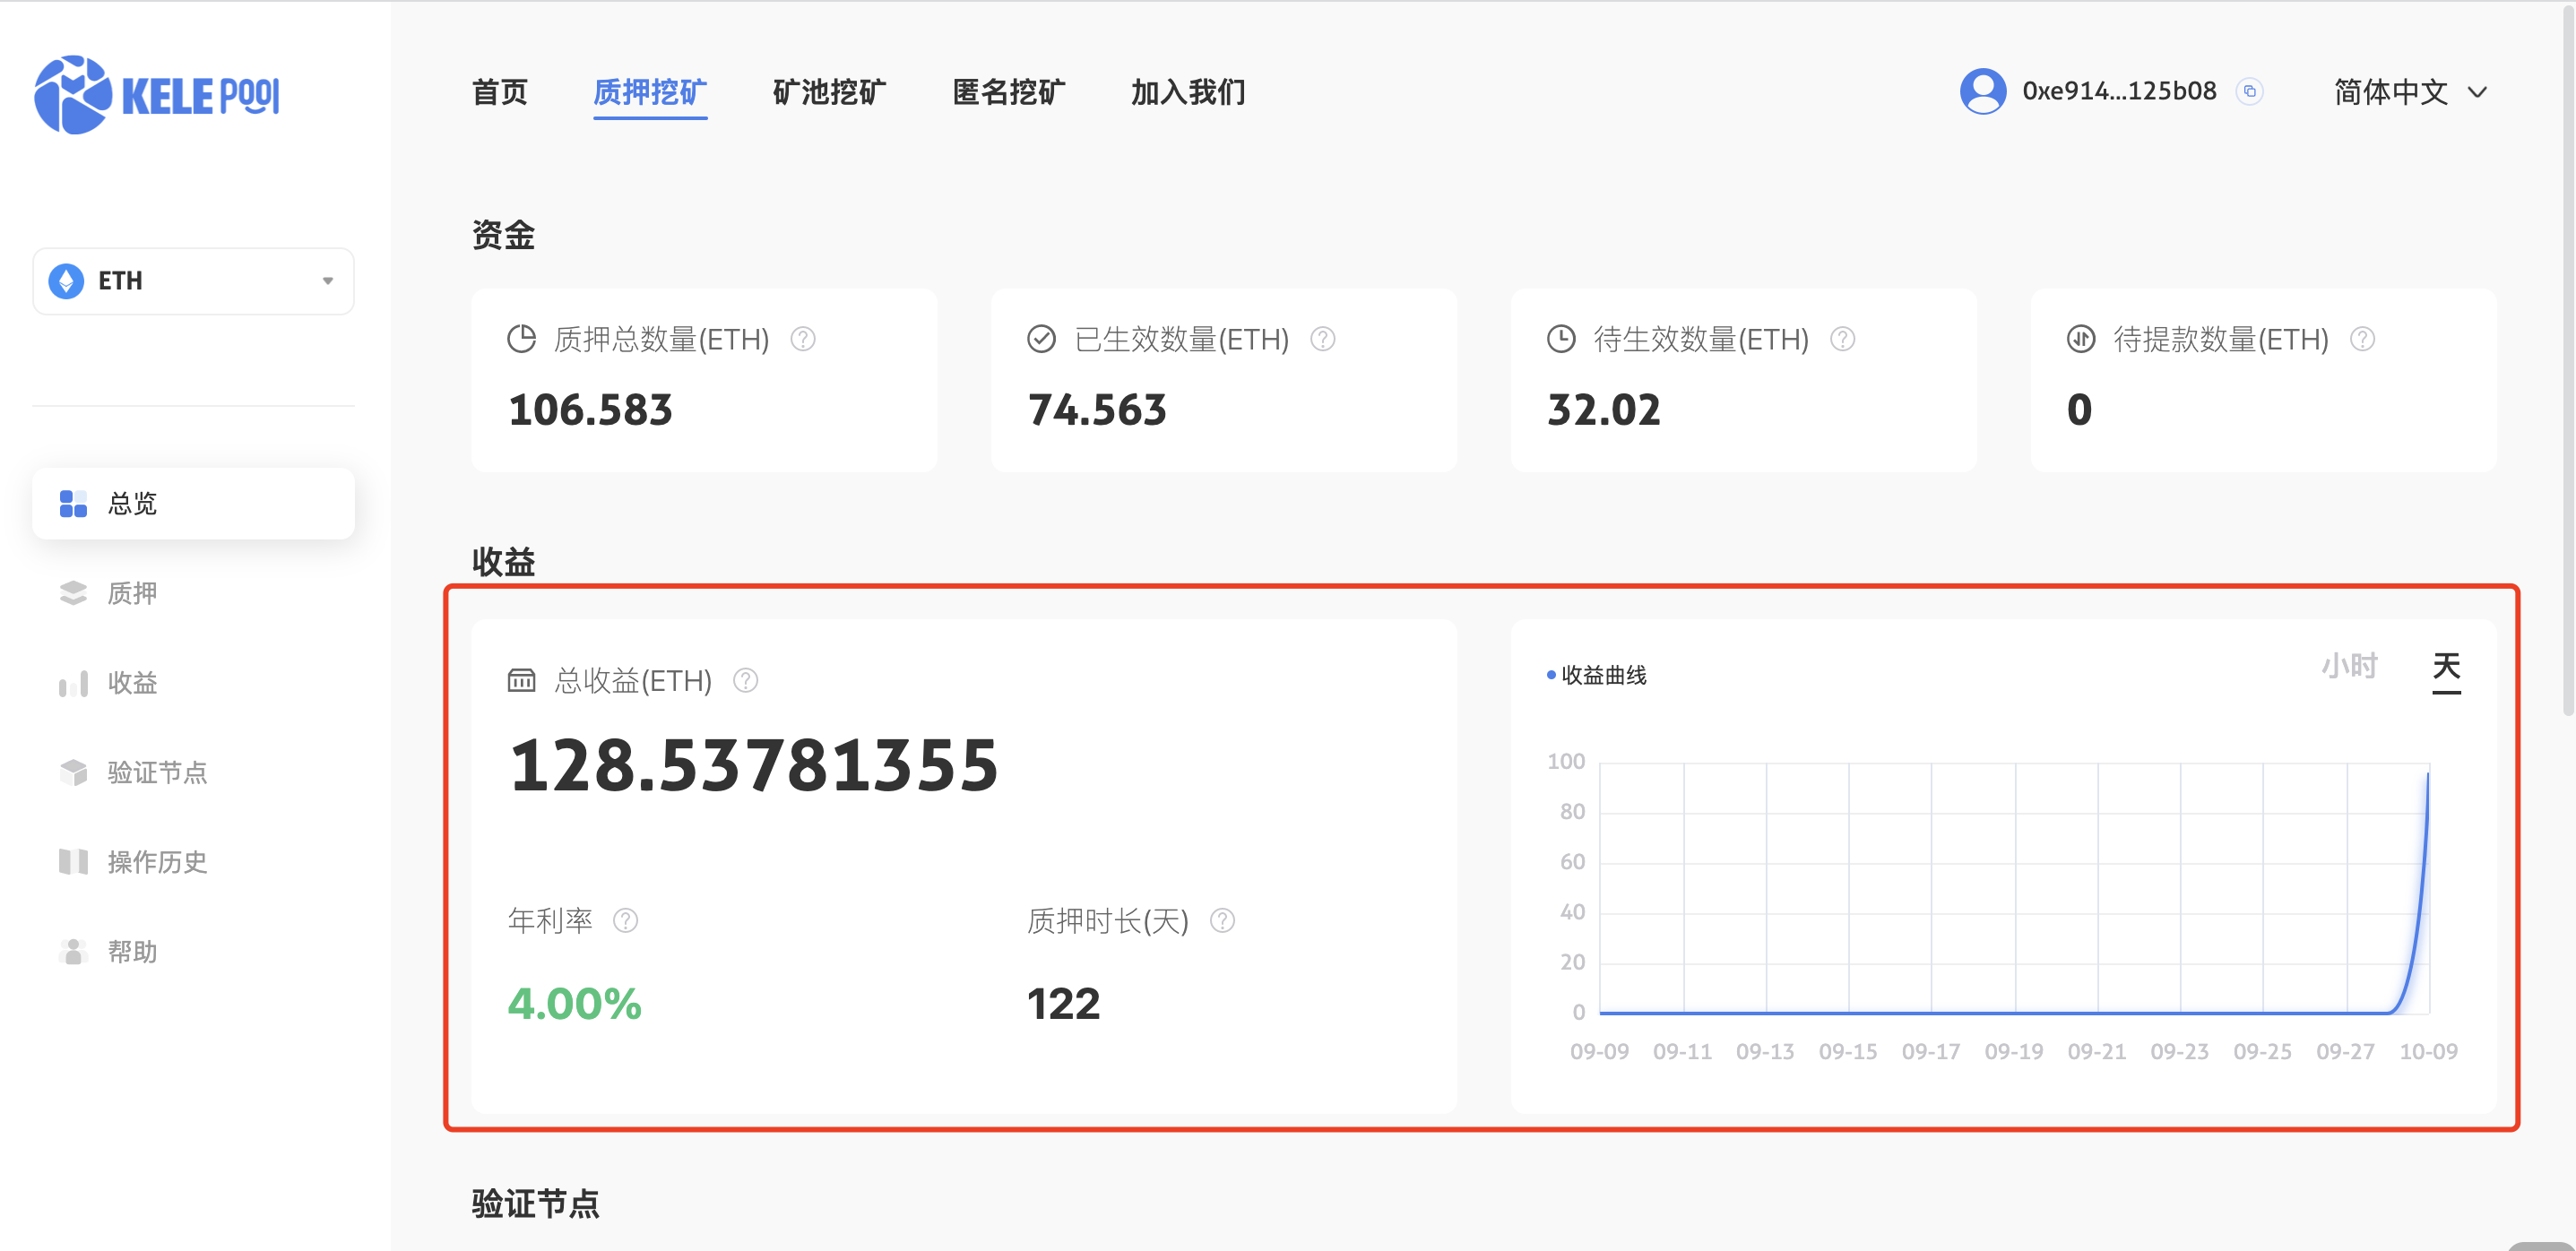 KELE POOL
首页 质押挖矿 矿池挖矿 匿名挖矿 加入我们
0xe914...125b08
简体中文
ETH
总览
质押
收益
验证节点
操作历史
帮助
资金
质押总数量(ETH) ?
106.583
已生效数量(ETH) ?
74.563
待生效数量(ETH) ?
32.02
待提款数量(ETH) ?
0
收益
总收益(ETH) ?
128.53781355
年利率 ?
4.00%
质押时长(天) ?
122
收益曲线
小时 天
100
80
60
40
20
0
09-09 09-11 09-13 09-15 09-17 09-19 09-21 09-23 09-25 09-27 10-09
验证节点